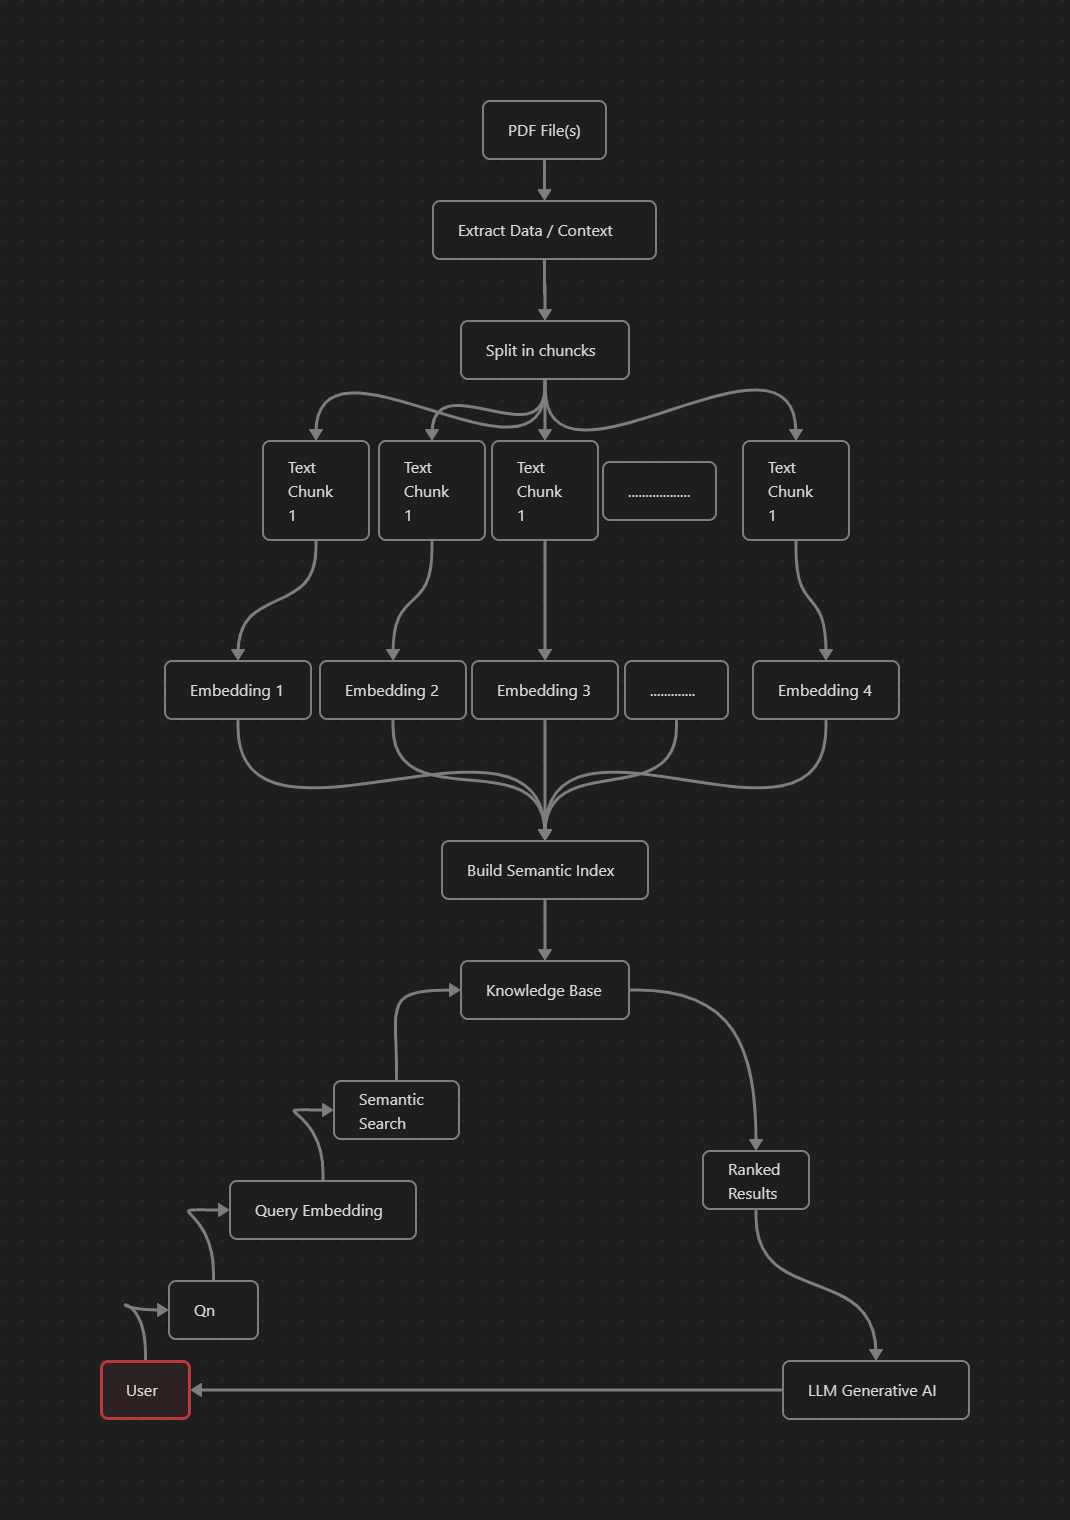 PDF File(s)
Extract Data / Context
Split in chuncks
Text
Chunk
1
Text
Chunk
1
Text
Chunk
1
..................
Text
Chunk
1
Embedding 1
Embedding 2
Embedding 3
.............
Embedding 4
Build Semantic Index
Knowledge Base
Semantic
Search
Ranked
Results
Query Embedding
Qn
User
LLM Generative AI